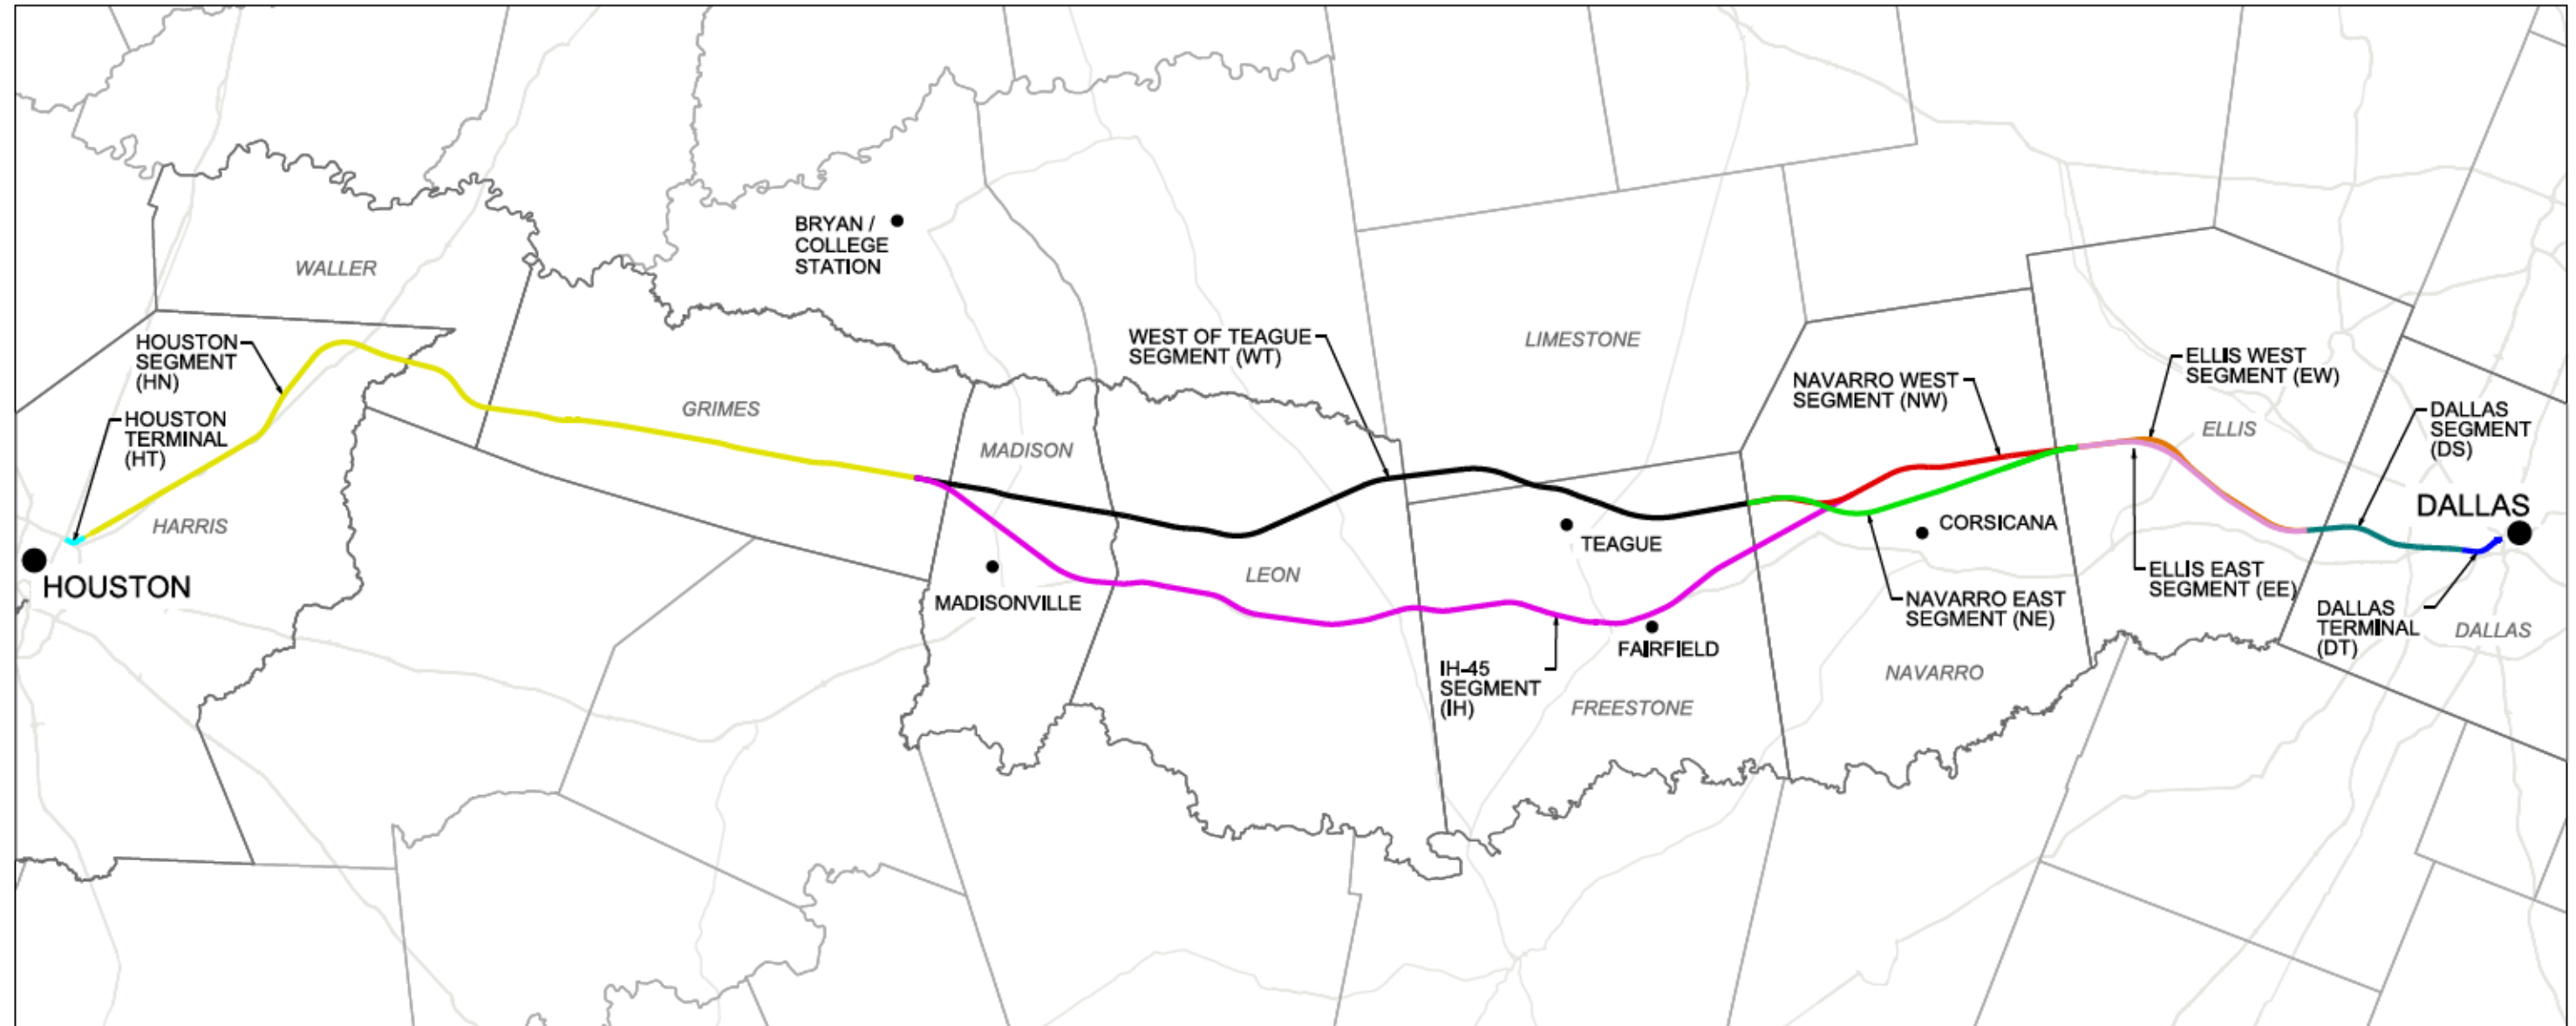 BRYAN /
COLLEGE
STATION
WALLER
HOUSTON
SEGMENT
(HN)
HOUSTON
TERMINAL
(HT)
HARRIS
HOUSTON
GRIMES
MADISON
MADISONVILLE
WEST OF TEAGUE
SEGMENT (WT)
LEON
LIMESTONE
TEAGUE
FAIRFIELD
IH-45
SEGMENT
(IH)
FREESTONE
NAVARRO WEST
SEGMENT (NW)
CORSICANA
NAVARRO EAST
SEGMENT (NE)
NAVARRO
ELLIS WEST
SEGMENT (EW)
ELLIS
ELLIS EAST
SEGMENT (EE)
DALLAS
SEGMENT
(DS)
DALLAS
DALLAS
TERMINAL
(DT)
DALLAS